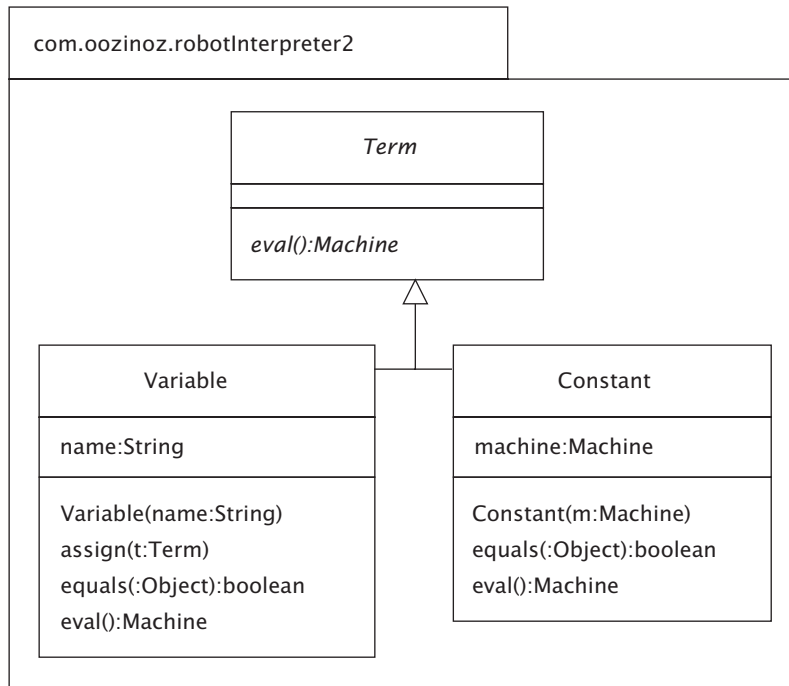 com.oozinoz.robotInterpreter2
Term
eval():Machine
Variable
name:String
Variable(name:String)
assign(t:Term)
equals(:Object):boolean
eval():Machine
Constant
machine:Machine
Constant(m:Machine)
equals(:Object):boolean
eval():Machine